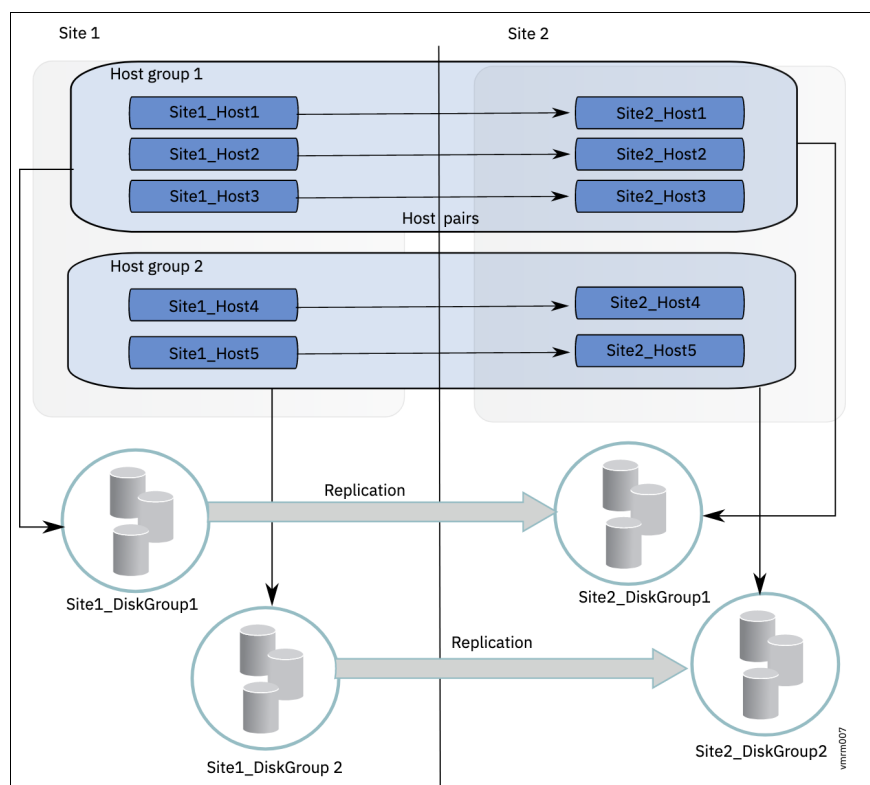 Site 1
Site 2
Host group 1
Site1_Host1
Site2_Host1
Site1_Host2
Site2_Host2
Site1_Host3
Site2_Host3
Host pairs
Host group 2
Site1_Host4
Site2_Host4
Site1_Host5
Site2_Host5
Replication
Site1_DiskGroup1
Site2_DiskGroup1
Replication
Site1_DiskGroup 2
Site2_DiskGroup2
vmrm007